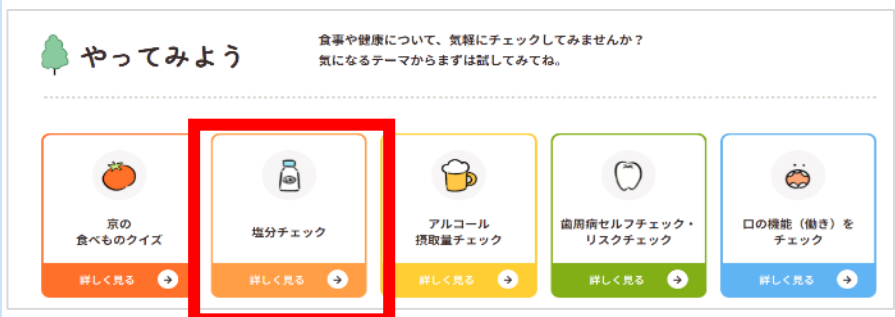 やってみよう
食事や健康について、気軽にチェックしてみませんか？
気になるテーマからまずは試してみてね。
京の
食べものクイズ
詳しく見る
塩分チェック
詳しく見る
アルコール
摂取量チェック
詳しく見る
歯周病セルフチェック・
リスクチェック
詳しく見る
口の機能（働き）を
チェック
詳しく見る